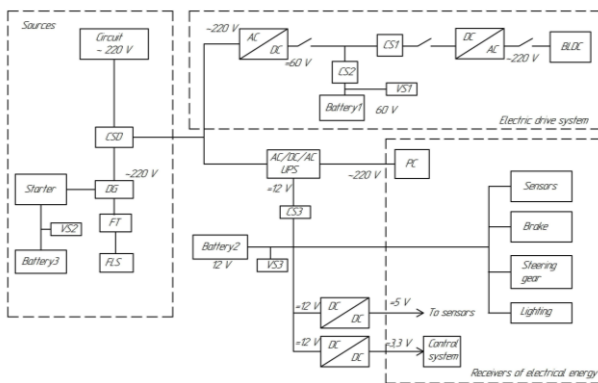 Sources
Circuit
~ 220 V
CSD
~220 V
Starter
DG
VS2
FT
Battery3
FLS
~220 V
AC
DC
=60 V
CS1
DC
AC
~220 V
BLDC
CS2
VS1
Battery1
60 V
Electric drive system
AC/DC/AC
UPS
=12 V
~220 V
PC
CS3
Battery2
12 V
VS3
Sensors
Brake
Steering
gear
Lighting
=12 V
DC
DC
=5 V
To sensors
=12 V
DC
DC
=3,3 V
Control
system
Receivers of electrical energy